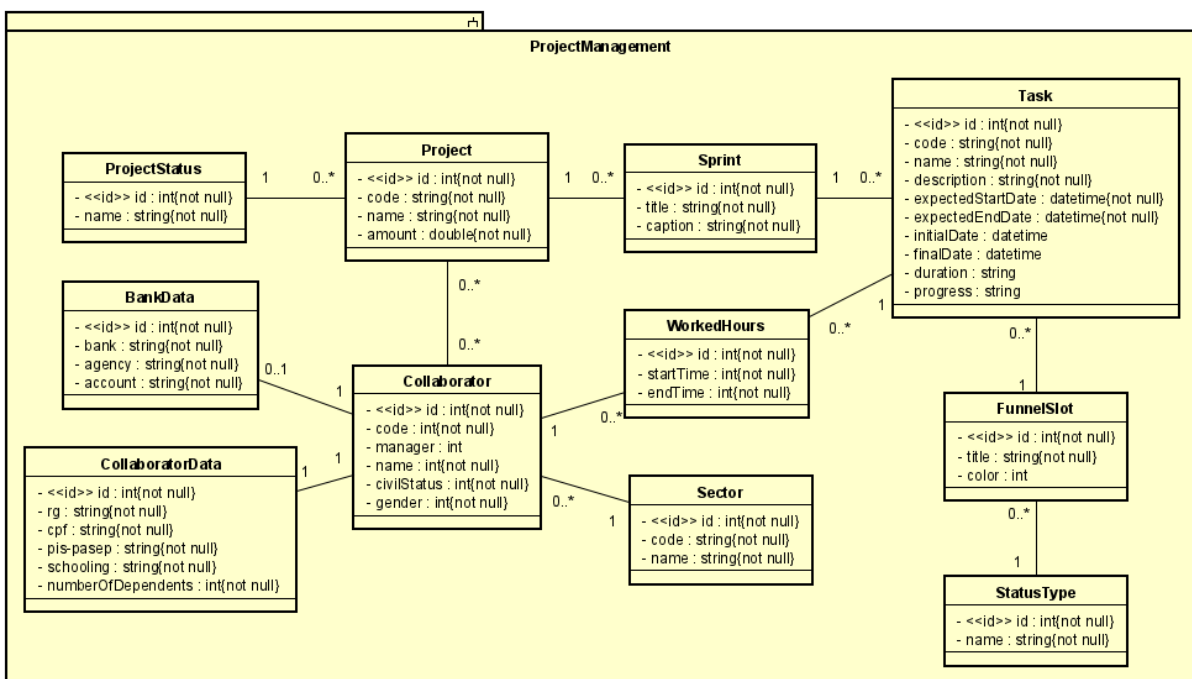 ProjectManagement
Task
- <<id>> id : int{not null}
- code : string{not null}
- name : string{not null}
- description : string{not null}
- expectedStartDate : datetime{not null}
- expectedEndDate : datetime{not null}
- initialDate : datetime
- finalDate : datetime
- duration : string
- progress : string
Project
- <<id>> id : int{not null}
- code : string{not null}
- name : string{not null}
- amount : double{not null}
Sprint
- <<id>> id : int{not null}
- title : string{not null}
- caption : string{not null}
ProjectStatus
- <<id>> id : int{not null}
- name : string{not null}
1
0..*
1
0..*
1
0..*
BankData
- <<id>> id : int{not null}
- bank : string{not null}
- agency : string{not null}
- account : string{not null}
0..*
0..*
0..1
1
WorkedHours
- <<id>> id : int{not null}
- startTime : int{not null}
- endTime : int{not null}
1
0..*
0..*
1
Collaborator
- <<id>> id : int{not null}
- code : int{not null}
- manager : int
- name : int{not null}
- civilStatus : int{not null}
- gender : int{not null}
1
0..*
FunnelSlot
- <<id>> id : int{not null}
- title : string{not null}
- color : int
CollaboratorData
- <<id>> id : int{not null}
- rg : string{not null}
- cpf : string{not null}
- pis-pasep : string{not null}
- schooling : string{not null}
- numberOfDependents : int{not null}
1
1
Sector
- <<id>> id : int{not null}
- code : string{not null}
- name : string{not null}
0..*
1
0..*
1
StatusType
- <<id>> id : int{not null}
- name : string{not null}